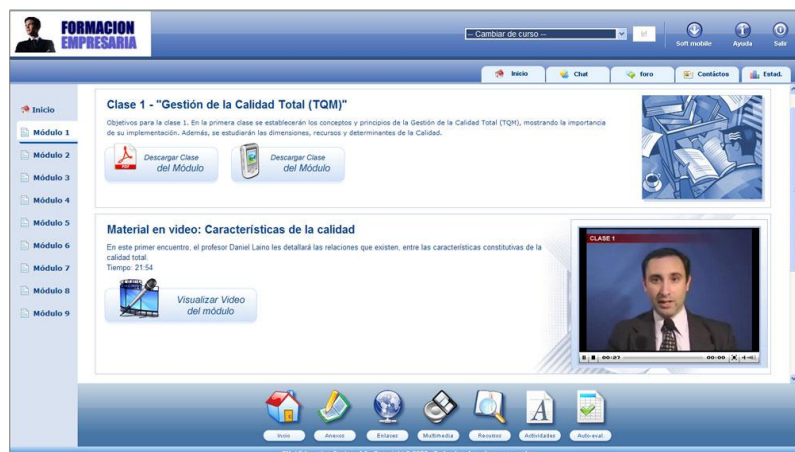 FORMACION
EMPRESARIA
-- Cambiar de curso --
Soft mobile
Ayuda
Salir
Inicio
Chat
foro
Contáctos
Estad.
Inicio
Módulo 1
Módulo 2
Módulo 3
Módulo 4
Módulo 5
Módulo 6
Módulo 7
Módulo 8
Módulo 9
Clase 1 - "Gestión de la Calidad Total (TQM)"
Objetivos para la clase 1. En la primera clase se establecerán los conceptos y principios de la Gestión de la Calidad Total (TQM), mostrando la importancia
de su implementación. Además, se estudiarán las dimensiones, recursos y determinantes de la Calidad.
PDF
Descargar Clase
del Módulo
Descargar Clase
del Módulo
Material en video: Características de la calidad
En este primer encuentro, el profesor Daniel Laino les detallará las relaciones que existen, entre las características constitutivas de la
calidad total.
Tiempo: 21:54
Visualizar Video
del módulo
CLASE 1
00:27
00:00
Inicio
Anexos
Enlaces
Multimedia
Recursos
A
Actividades
Auto-eval